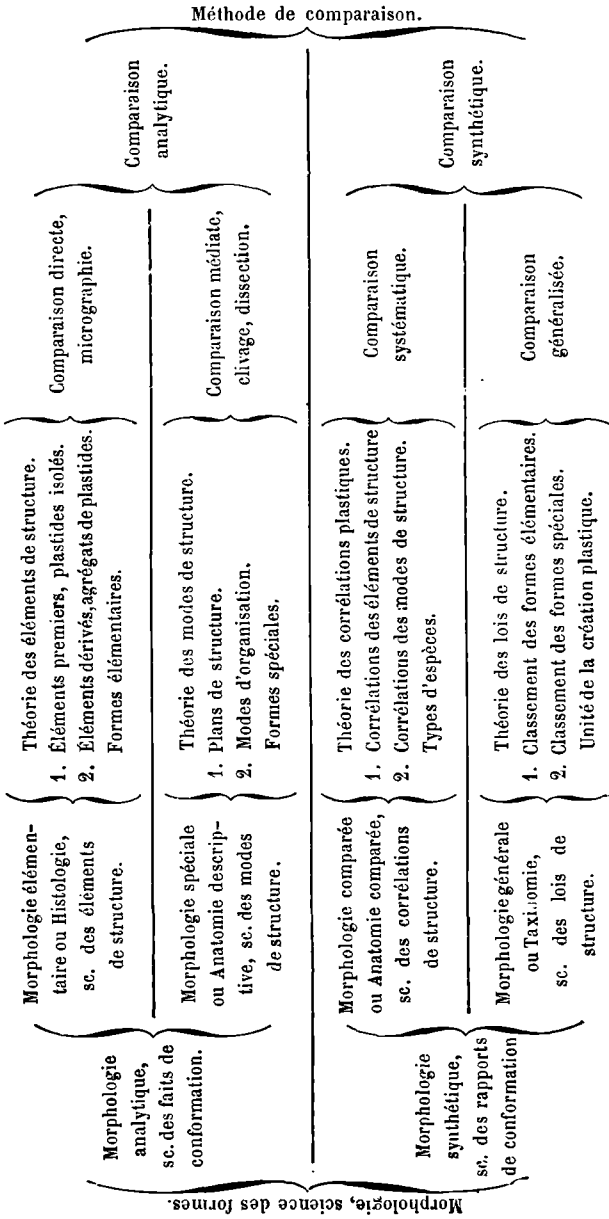 Morphologie, science des formes.
Morphologie
analytique,
sc. des faits de
conformation.
Morphologie élémen-
taire ou Histologie,
sc. des éléments
de structure.
Théorie des éléments de structure.
1. Éléments premiers, plastides isolés.
2. Éléments dérivés, agrégats de plastides.
Formes élémentaires.
Comparaison directe,
micrographie.
Morphologie spéciale
ou Anatomie descrip-
tive, sc. des modes
de structure.
Théorie des modes de structure.
1. Plans de structure.
2. Modes d'organisation.
Formes spéciales.
Comparaison médiate,
clivage, dissection.
Comparaison
analytique.
Morphologie
synthétique,
sc. des rapports
de conformation
Morphologie comparée
ou Anatomie comparée,
sc. des corrélations
de structure.
Théorie des corrélations plastiques.
1. Corrélations des éléments de structure
2. Corrélations des modes de structure.
Types d'espèces.
Comparaison
systématique.
Morphologie générale
ou Taxinomie,
sc. des lois de
structure.
Théorie des lois de structure.
1. Classement des formes élémentaires.
2. Classement des formes spéciales.
Unité de la création plastique.
Comparaison
généralisée.
Comparaison
synthétique.
Méthode de comparaison.